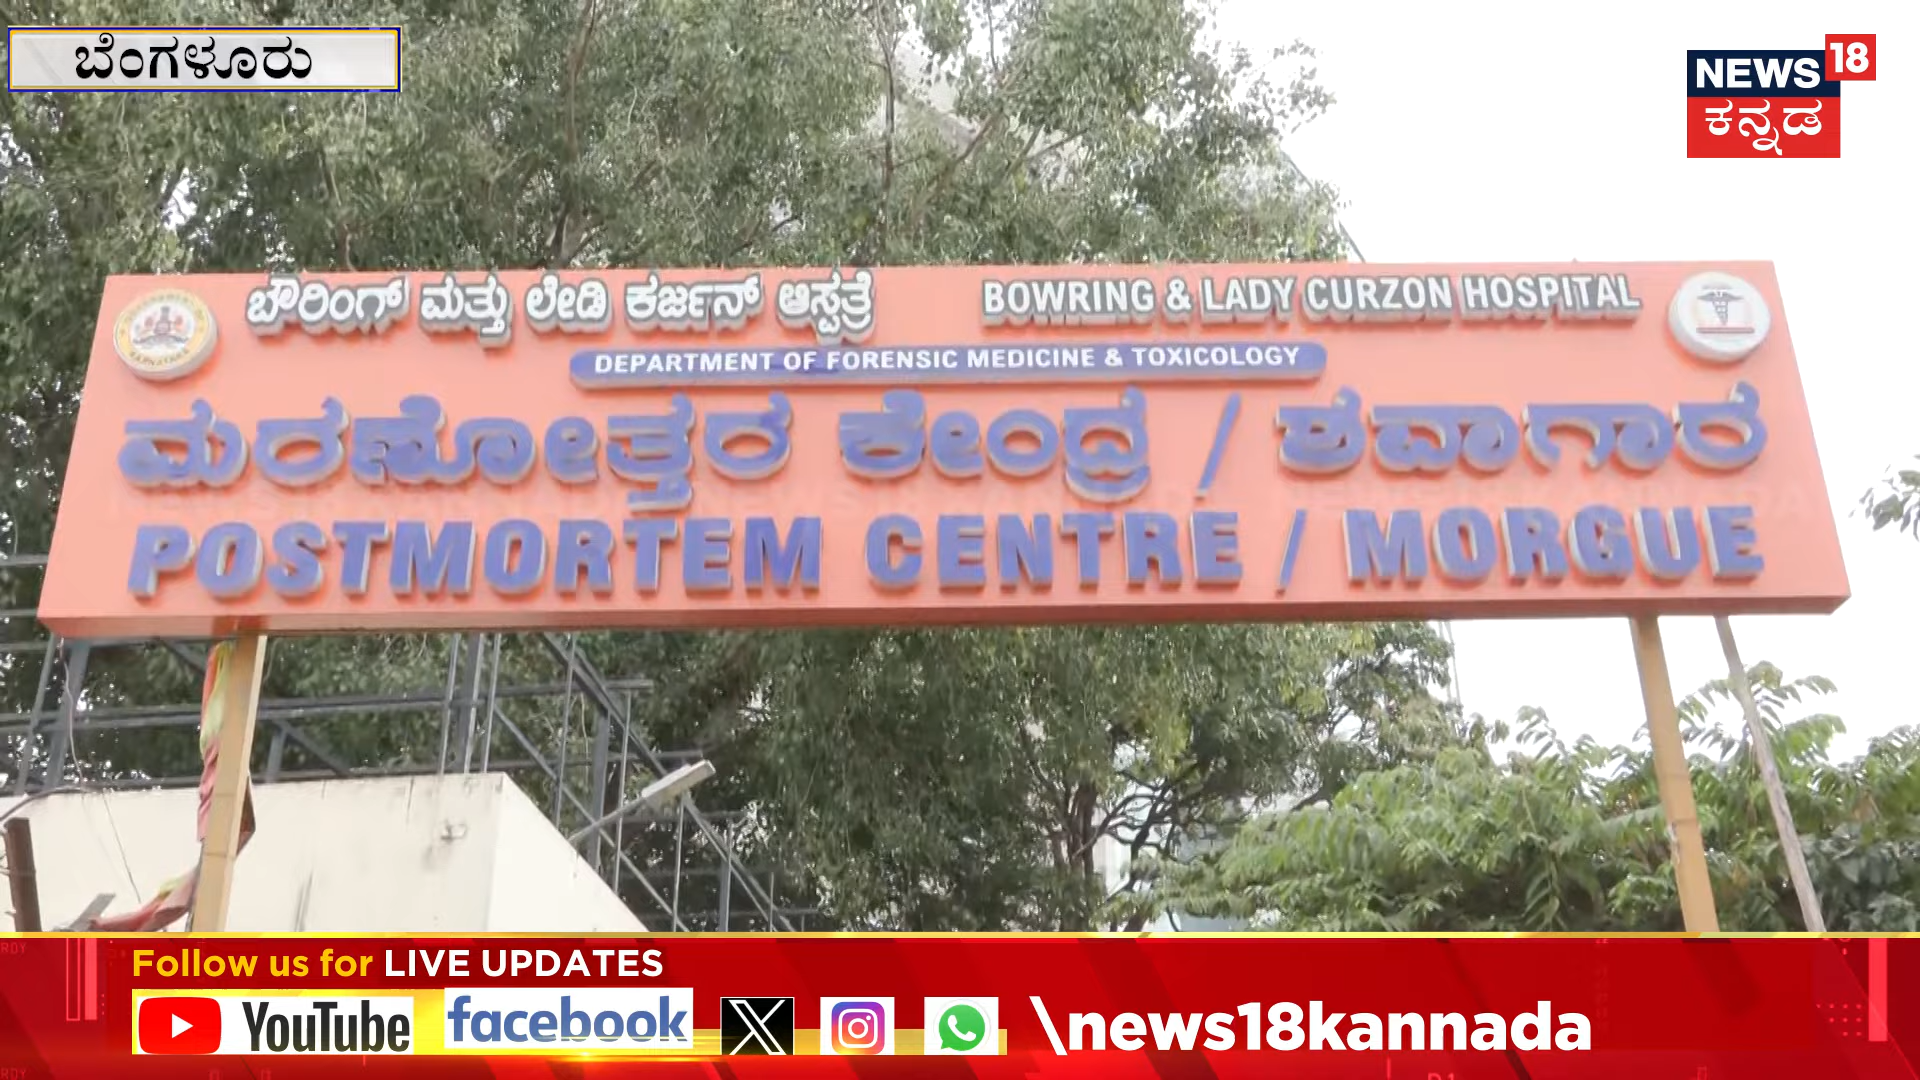 ಬೆಂಗಳೂರು
NEWS 18
ಕನ್ನಡ
ಬೌರಿಂಗ್ ಮತ್ತು ಲೇಡಿ ಕರ್ಜನ್ ಆಸ್ಪತ್ರೆ BOWRING & LADY CURZON HOSPITAL
DEPARTMENT OF FORENSIC MEDICINE & TOXICOLOGY
ಮರಣೋತ್ತರ ಕೇಂದ್ರ / ಶವಾಗಾರ
POSTMORTEM CENTRE / MORGUE
Follow us for LIVE UPDATES
YouTube facebook \news18kannada